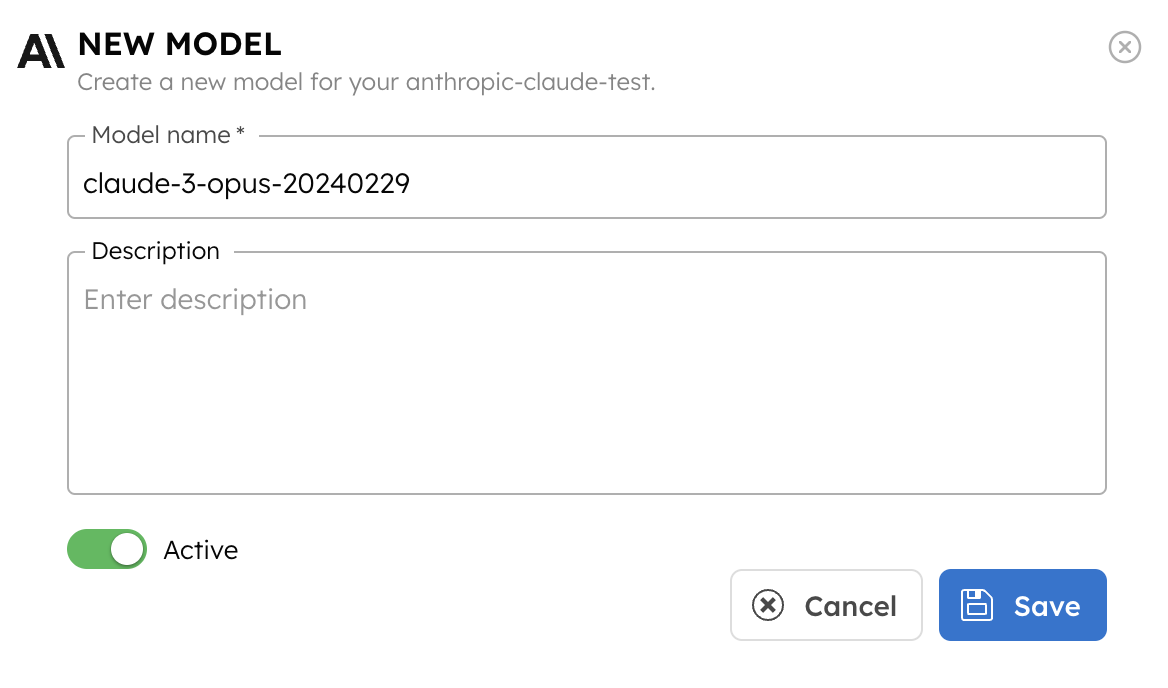 NEW MODEL
Create a new model for your anthropic-claude-test.
Model name *
claude-3-opus-20240229
Description
Enter description
Active
Cancel
Save